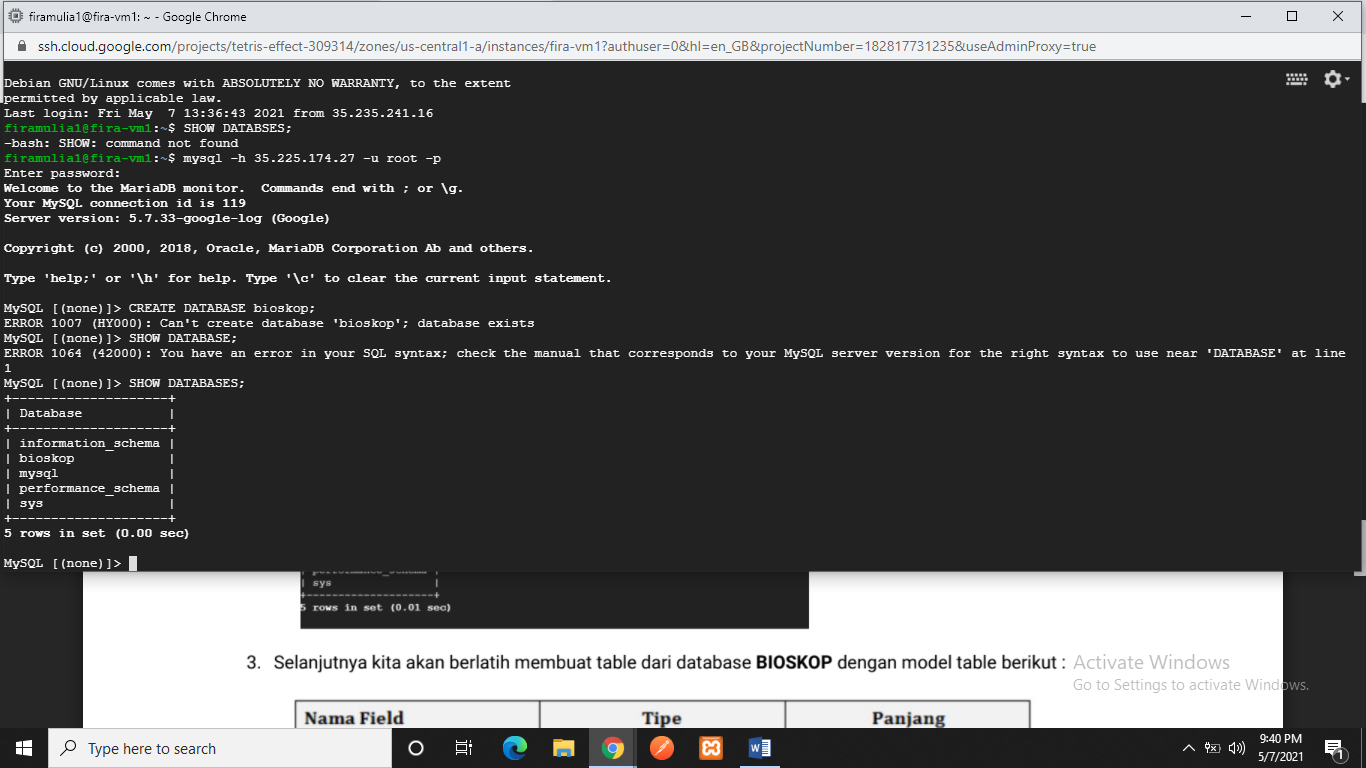 firamulia1@fira-vm1: ~ - Google Chrome
ssh.cloud.google.com/projects/tetris-effect-309314/zones/us-central1-a/instances/fira-vm1?authuser=0&hl=en_GB&projectNumber=182817731235&useAdminProxy=true
Debian GNU/Linux comes with ABSOLUTELY NO WARRANTY, to the extent
permitted by applicable law.
Last login: Fri May  7 13:36:43 2021 from 35.235.241.16
firamulia1@fira-vm1:~$ SHOW DATABSES;
-bash: SHOW: command not found
firamulia1@fira-vm1:~$ mysql -h 35.225.174.27 -u root -p
Enter password:
Welcome to the MariaDB monitor.  Commands end with ; or \g.
Your MySQL connection id is 119
Server version: 5.7.33-google-log (Google)
Copyright (c) 2000, 2018, Oracle, MariaDB Corporation Ab and others.
Type 'help;' or '\h' for help. Type '\c' to clear the current input statement.
MySQL [(none)]> CREATE DATABASE bioskop;
ERROR 1007 (HY000): Can't create database 'bioskop'; database exists
MySQL [(none)]> SHOW DATABASE;
ERROR 1064 (42000): You have an error in your SQL syntax; check the manual that corresponds to your MySQL server version for the right syntax to use near 'DATABASE' at line
1
MySQL [(none)]> SHOW DATABASES;
+--------------------+
| Database           |
+--------------------+
| information_schema |
| bioskop            |
| mysql              |
| performance_schema |
| sys                |
+--------------------+
5 rows in set (0.00 sec)
MySQL [(none)]>
| performance_schema |
| sys                |
+--------------------+
5 rows in set (0.01 sec)
3. Selanjutnya kita akan berlatih membuat table dari database BIOSKOP dengan model table berikut :
Activate Windows
Go to Settings to activate Windows.
Nama Field Tipe Panjang
Type here to search
9:40 PM
5/7/2021
1